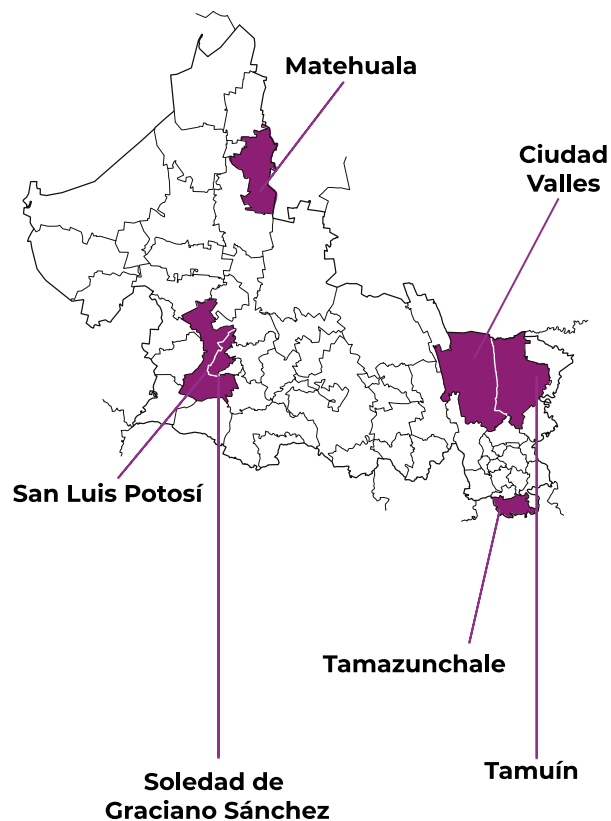 Matehuala
Ciudad
Valles
San Luis Potosí
Tamazunchale
Soledad de
Graciano Sánchez
Tamuín